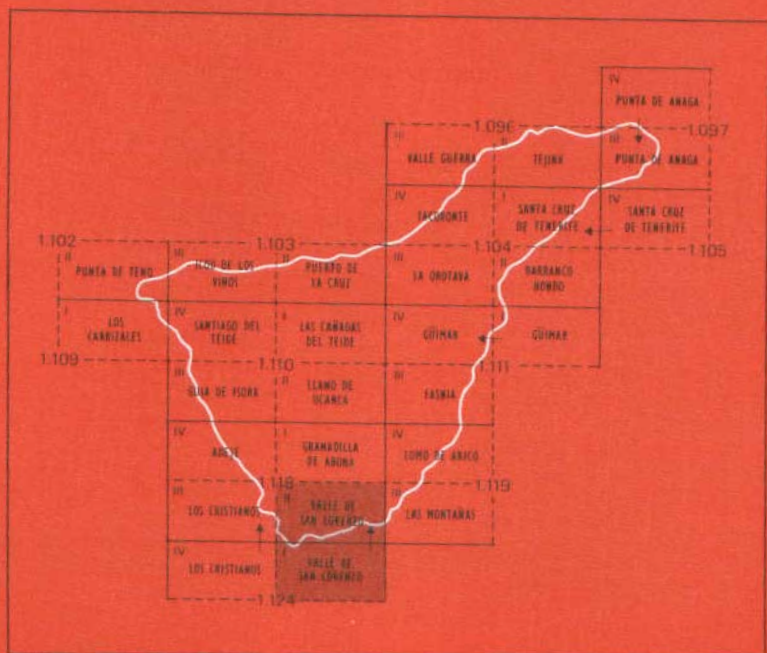 IV
PUNTA DE ANAGA
1.096
1.097
III
VALLE GUERRA
II
TEJINA
III
PUNTA DE ANAGA
IV
TACORONTE
I
SANTA CRUZ
DE TENERIFE
IV
SANTA CRUZ
DE TENERIFE
1.102
1.103
1.104
1.105
II
PUNTA DE TENO
III
ICOD DE LOS
VINOS
II
PUERTO DE
LA CRUZ
III
LA OROTAVA
II
BARRANCO
HONDO
I
LOS
CARRIZALES
IV
SANTIAGO DEL
TEIDE
I
LAS CAÑADAS
DEL TEIDE
IV
GÜIMAR
I
GÜIMAR
1.109
1.110
1.111
III
GUIA DE ISORA
II
LLANO DE
UCANCA
III
FASNIA
IV
ADEJE
I
GRANADILLA
DE ABONA
IV
LOMO DE ARICO
1.118
1.119
III
LOS CRISTIANOS
II
VALLE DE
SAN LORENZO
III
LAS MONTAÑAS
IV
LOS CRISTIANOS
I
VALLE DE
SAN LORENZO
1.124